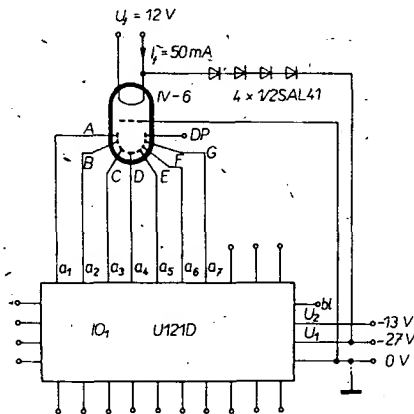 U_f = 12 V
I_f = 50 mA
IV-6
4 × 1/2SAL41
A
DP
B
F
G
C
D
E
a1 a2 a3 a4 a5 a6 a7
bl
IO1 U121D
U2
-13 V
U1
-27 V
0 V